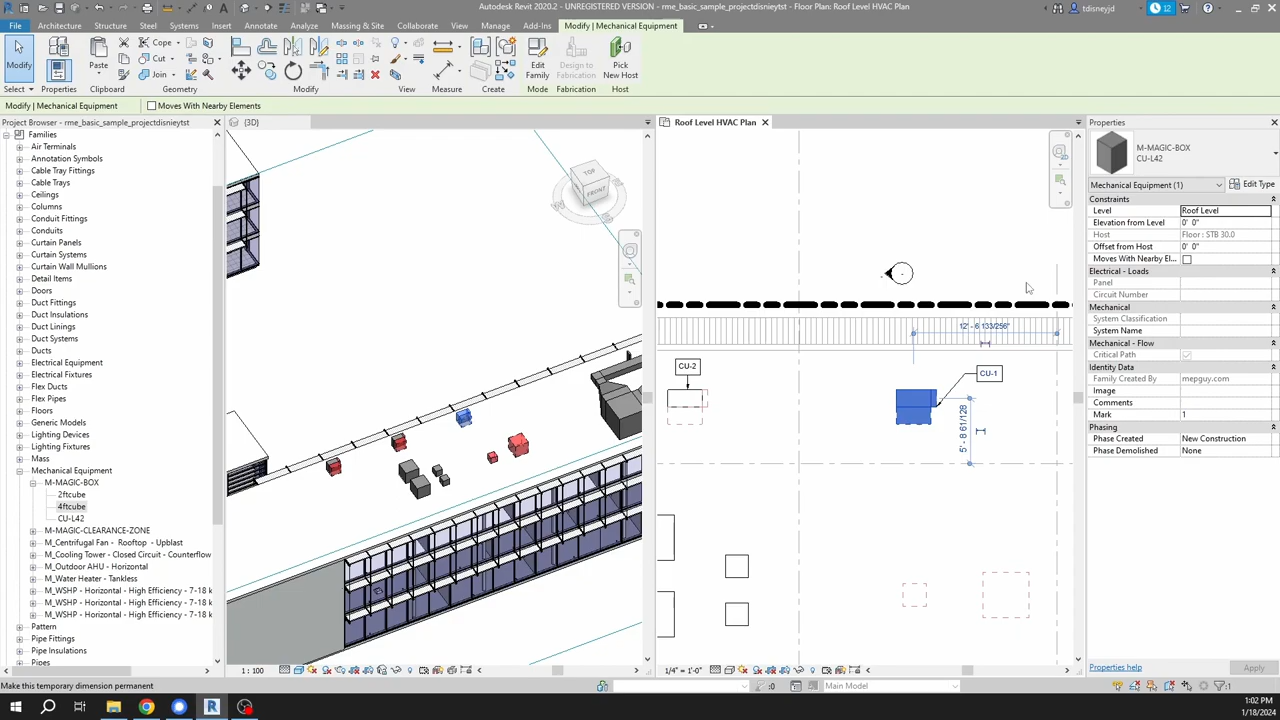 Autodesk Revit 2020.2 - UNREGISTERED VERSION - rme_basic_sample_projectdisnieytst - Floor Plan: Roof Level HVAC Plan
tdisneyjd
12
File Architecture Structure Steel Systems Insert Annotate Analyze Massing & Site Collaborate View Manage Add-Ins Modify | Mechanical Equipment
Modify
Paste
Cope
Cut
Join
Edit Family
Design to Fabrication
Pick New Host
Select Properties Clipboard Geometry Modify View Measure Create Mode Fabrication Host
Modify | Mechanical Equipment Moves With Nearby Elements
Project Browser - rme_basic_sample_projectdisnieytst
{3D}
Roof Level HVAC Plan
Properties
Families
Air Terminals
Annotation Symbols
Cable Tray Fittings
Cable Trays
Ceilings
Columns
Conduit Fittings
Conduits
Curtain Panels
Curtain Systems
Curtain Wall Mullions
Detail Items
Doors
Duct Fittings
Duct Insulations
Duct Linings
Duct Systems
Ducts
Electrical Equipment
Electrical Fixtures
Flex Ducts
Flex Pipes
Floors
Generic Models
Lighting Devices
Lighting Fixtures
Mass
Mechanical Equipment
M-MAGIC-BOX
2ftcube
4ftcube
CU-L42
M-MAGIC-CLEARANCE-ZONE
M_Centrifugal Fan - Rooftop - Upblast
M_Cooling Tower - Closed Circuit - Counterflow
M_Outdoor AHU - Horizontal
M_Water Heater - Tankless
M_WSHP - Horizontal - High Efficiency - 7-18 k
M_WSHP - Horizontal - High Efficiency - 7-18 k
M_WSHP - Horizontal - High Efficiency - 7-18 k
Pattern
Pipe Fittings
Pipe Insulations
Pipes
TOP
FRONT
12' - 6 133/256"
CU-2
CU-1
5' - 8 61/128
M-MAGIC-BOX
CU-L42
Mechanical Equipment (1) Edit Type
Constraints
Level Roof Level
Elevation from Level 0' 0"
Host Floor : STB 30.0
Offset from Host 0' 0"
Moves With Nearby El...
Electrical - Loads
Panel
Circuit Number
Mechanical
System Classification
System Name
Mechanical - Flow
Critical Path
Identity Data
Family Created By mepguy.com
Image
Comments
Mark 1
Phasing
Phase Created New Construction
Phase Demolished None
Properties help Apply
1 : 100
1/4" = 1'-0"
Make this temporary dimension permanent
:0
Main Model
:1
1:02 PM
1/18/2024